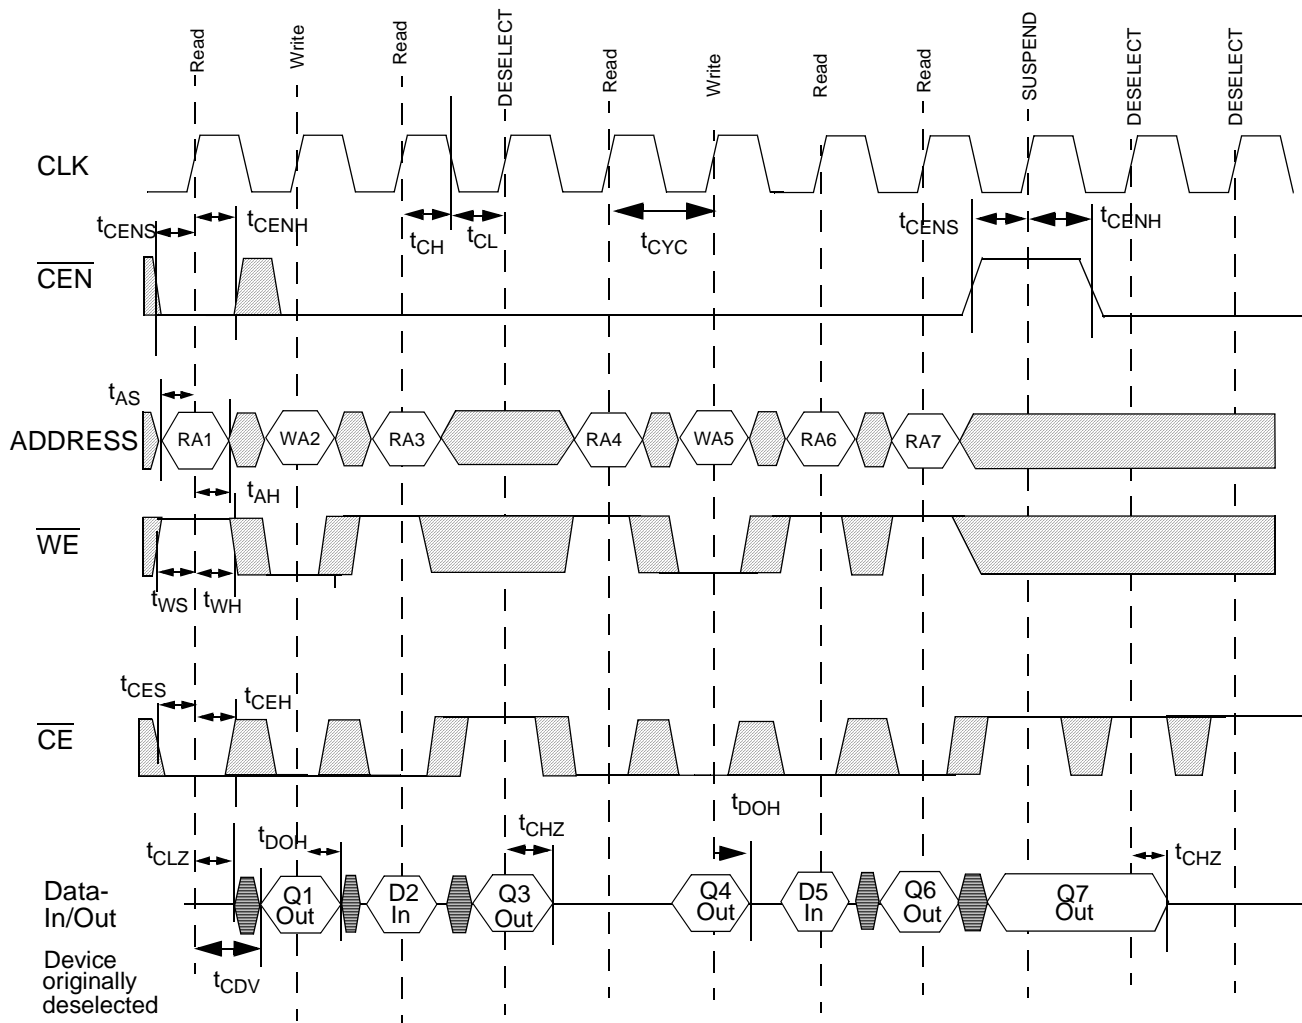 Read
Write
Read
DESELECT
Read
Write
Read
Read
SUSPEND
DESELECT
DESELECT
CLK
tCENS
tCENH
tCH
tCL
tCYC
tCENS
tCENH
CEN
tAS
ADDRESS
RA1
WA2
RA3
RA4
WA5
RA6
RA7
tAH
WE
tWS
tWH
tCES
tCEH
CE
tDOH
tCLZ
tDOH
tCHZ
tCHZ
Data-
In/Out
Q1
Out
D2
In
Q3
Out
Q4
Out
D5
In
Q6
Out
Q7
Out
tCDV
Device
originally
deselected